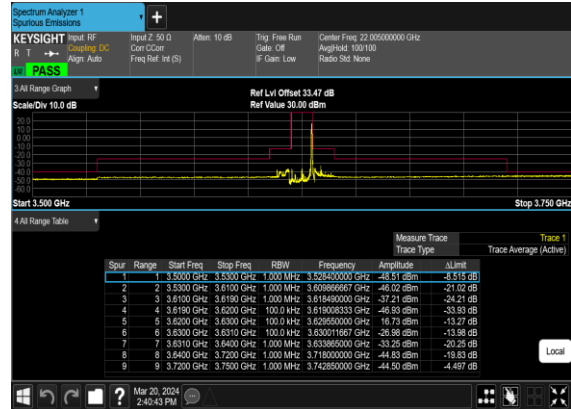 Spectrum Analyzer 1
Spurious Emissions
KEYSIGHT Input: RF Input Z: 50 Ω Atten: 10 dB Trig: Free Run Center Freq: 22.005000000 GHz
R T Coupling: DC Corr CCorr Gate: Off Avg|Hold: 100/100
Align: Auto Freq Ref: Int (S) IF Gain: Low Radio Std: None
PASS
3 All Range Graph
Ref Lvl Offset 33.47 dB
Scale/Div 10.0 dB Ref Value 30.00 dBm
20.0
10.0
0.00
-10.0
-20.0
-30.0
-40.0
-50.0
-60.0
Start 3.500 GHz Stop 3.750 GHz
4 All Range Table
Measure Trace Trace 1
Trace Type Trace Average (Active)
Spur Range Start Freq Stop Freq RBW Frequency Amplitude ΔLimit
1 1 3.5000 GHz 3.5300 GHz 1.000 MHz 3.528400000 GHz -48.51 dBm -8.515 dB
2 2 3.5300 GHz 3.6100 GHz 1.000 MHz 3.609866667 GHz -46.02 dBm -21.02 dB
3 3 3.6100 GHz 3.6190 GHz 1.000 MHz 3.618490000 GHz -37.21 dBm -24.21 dB
4 4 3.6190 GHz 3.6200 GHz 100.0 kHz 3.619008333 GHz -46.93 dBm -33.93 dB
5 5 3.6200 GHz 3.6300 GHz 100.0 kHz 3.629550000 GHz 16.73 dBm -13.27 dB
6 6 3.6300 GHz 3.6310 GHz 100.0 kHz 3.630011667 GHz -26.98 dBm -13.98 dB
7 7 3.6310 GHz 3.6400 GHz 1.000 MHz 3.633865000 GHz -33.25 dBm -20.25 dB
8 8 3.6400 GHz 3.7200 GHz 1.000 MHz 3.718000000 GHz -44.83 dBm -19.83 dB
9 9 3.7200 GHz 3.7500 GHz 1.000 MHz 3.742850000 GHz -44.50 dBm -4.497 dB
Local
? Mar 20, 2024
2:40:43 PM